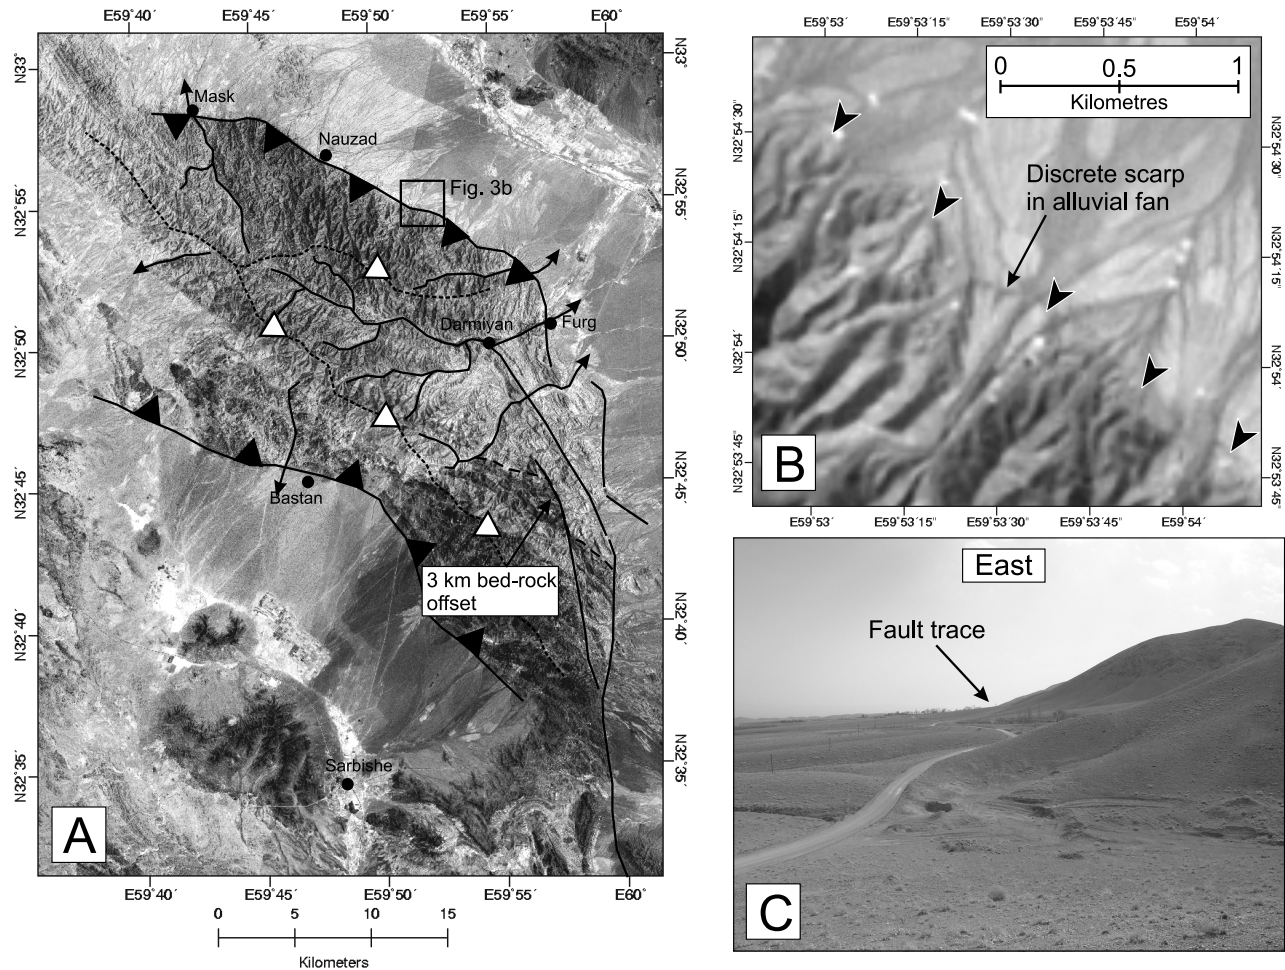 E59°40´ E59°45´ E59°50´ E59°55´ E60°
N33°
N33°
Mask
Nauzad
Fig. 3b
N32°55´
N32°55´
Darmiyan
Furg
N32°50´
N32°50´
Bastan
N32°45´
N32°45´
3 km bed-rock
offset
N32°40´
N32°40´
Sarbishe
N32°35´
N32°35´
A
E59°40´ E59°45´ E59°50´ E59°55´ E60°
0 5 10 15
Kilometers
E59°53´ E59°53´15" E59°53´30" E59°53´45" E59°54´
0 0.5 1
Kilometres
N32°54´30"
N32°54´30"
Discrete scarp
in alluvial fan
N32°54´15"
N32°54´15"
N32°54´
N32°54´
N32°53´45"
N32°53´45"
B
E59°53´ E59°53´15" E59°53´30" E59°53´45" E59°54´
East
Fault trace
C